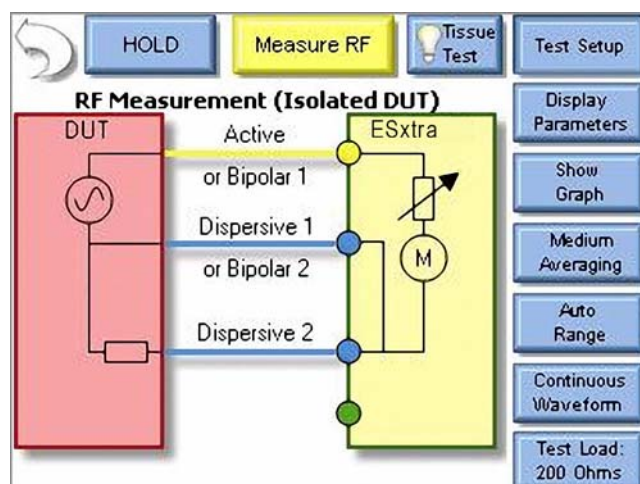 HOLD
Measure RF
Tissue
Test
Test Setup
RF Measurement (Isolated DUT)
DUT
Active
or Bipolar 1
Dispersive 1
or Bipolar 2
Dispersive 2
ESxtra
M
Display
Parameters
Show
Graph
Medium
Averaging
Auto
Range
Continuous
Waveform
Test Load:
200 Ohms